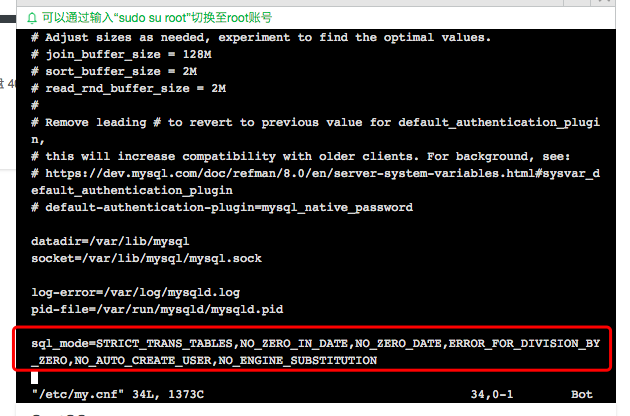 可以通过输入“sudo su root”切换至root账号
# Adjust sizes as needed, experiment to find the optimal values.
# join_buffer_size = 128M
# sort_buffer_size = 2M
# read_rnd_buffer_size = 2M
#
# Remove leading # to revert to previous value for default_authentication_plugi
n,
# this will increase compatibility with older clients. For background, see:
# https://dev.mysql.com/doc/refman/8.0/en/server-system-variables.html#sysvar_d
efault_authentication_plugin
# default-authentication-plugin=mysql_native_password
datadir=/var/lib/mysql
socket=/var/lib/mysql/mysql.sock
log-error=/var/log/mysqld.log
pid-file=/var/run/mysqld/mysqld.pid
sql_mode=STRICT_TRANS_TABLES,NO_ZERO_IN_DATE,NO_ZERO_DATE,ERROR_FOR_DIVISION_BY
_ZERO,NO_AUTO_CREATE_USER,NO_ENGINE_SUBSTITUTION
"/etc/my.cnf" 34L, 1373C 34,0-1 Bot